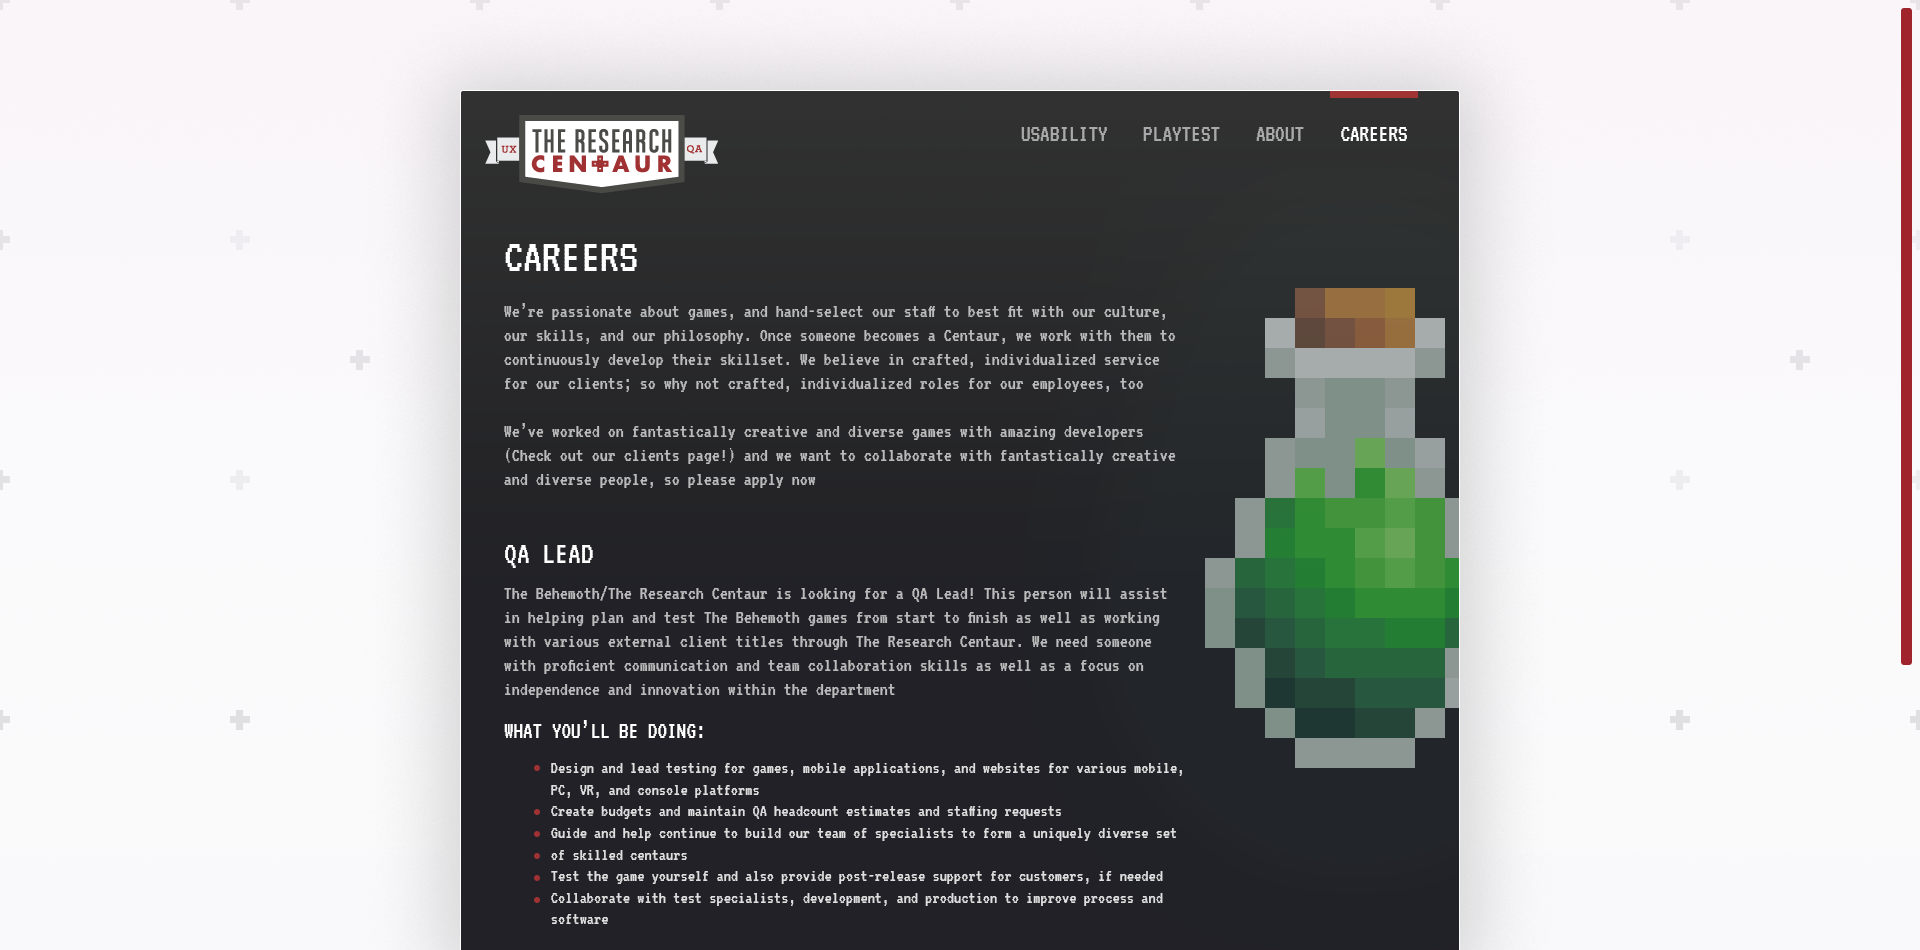 UX THE RESEARCH QA
CENTAUR
USABILITY PLAYTEST ABOUT CAREERS
CAREERS
We're passionate about games, and hand-select our staff to best fit with our culture,
our skills, and our philosophy. Once someone becomes a Centaur, we work with them to
continuously develop their skillset. We believe in crafted, individualized service
for our clients; so why not crafted, individualized roles for our employees, too
We've worked on fantastically creative and diverse games with amazing developers
(Check out our clients page!) and we want to collaborate with fantastically creative
and diverse people, so please apply now
QA LEAD
The Behemoth/The Research Centaur is looking for a QA Lead! This person will assist
in helping plan and test The Behemoth games from start to finish as well as working
with various external client titles through The Research Centaur. We need someone
with proficient communication and team collaboration skills as well as a focus on
independence and innovation within the department
WHAT YOU'LL BE DOING:
Design and lead testing for games, mobile applications, and websites for various mobile,
PC, VR, and console platforms
Create budgets and maintain QA headcount estimates and staffing requests
Guide and help continue to build our team of specialists to form a uniquely diverse set
of skilled centaurs
Test the game yourself and also provide post-release support for customers, if needed
Collaborate with test specialists, development, and production to improve process and
software